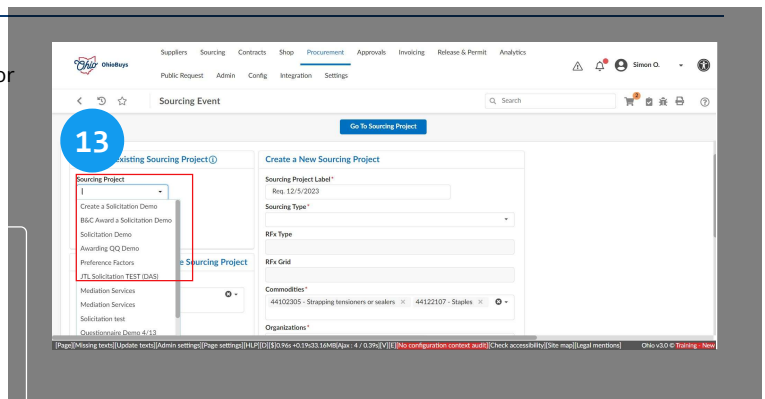 or
Ohio OhioBuys
Suppliers Sourcing Contracts Shop Procurement Approvals Invoicing Release & Permit Analytics
Public Request Admin Config Integration Settings
Simon O.
Sourcing Event
Search
2
Go To Sourcing Project
13
existing Sourcing Project
Sourcing Project
Create a Solicitation Demo
B&C Award a Solicitation Demo
Solicitation Demo
Awarding QQ Demo
Preference Factors
JTL Solicitation TEST (DAS)
Mediation Services
Mediation Services
Solicitation test
Questionnaire Demo 4/13
e Sourcing Project
Create a New Sourcing Project
Sourcing Project Label*
Req. 12/5/2023
Sourcing Type*
RFx Type
RFx Grid
Commodities*
44102305 - Strapping tensioners or sealers × 44122107 - Staples ×
Organizations*
[Page][Missing texts][Update texts][Admin settings][Page settings][HLP][D][$]0.96s +0.19s33.16MB[Ajax : 4 / 0.39s][V][E][No configuration context audit][Check accessibility][Site map][Legal mentions] Ohio v3.0 © Training - New